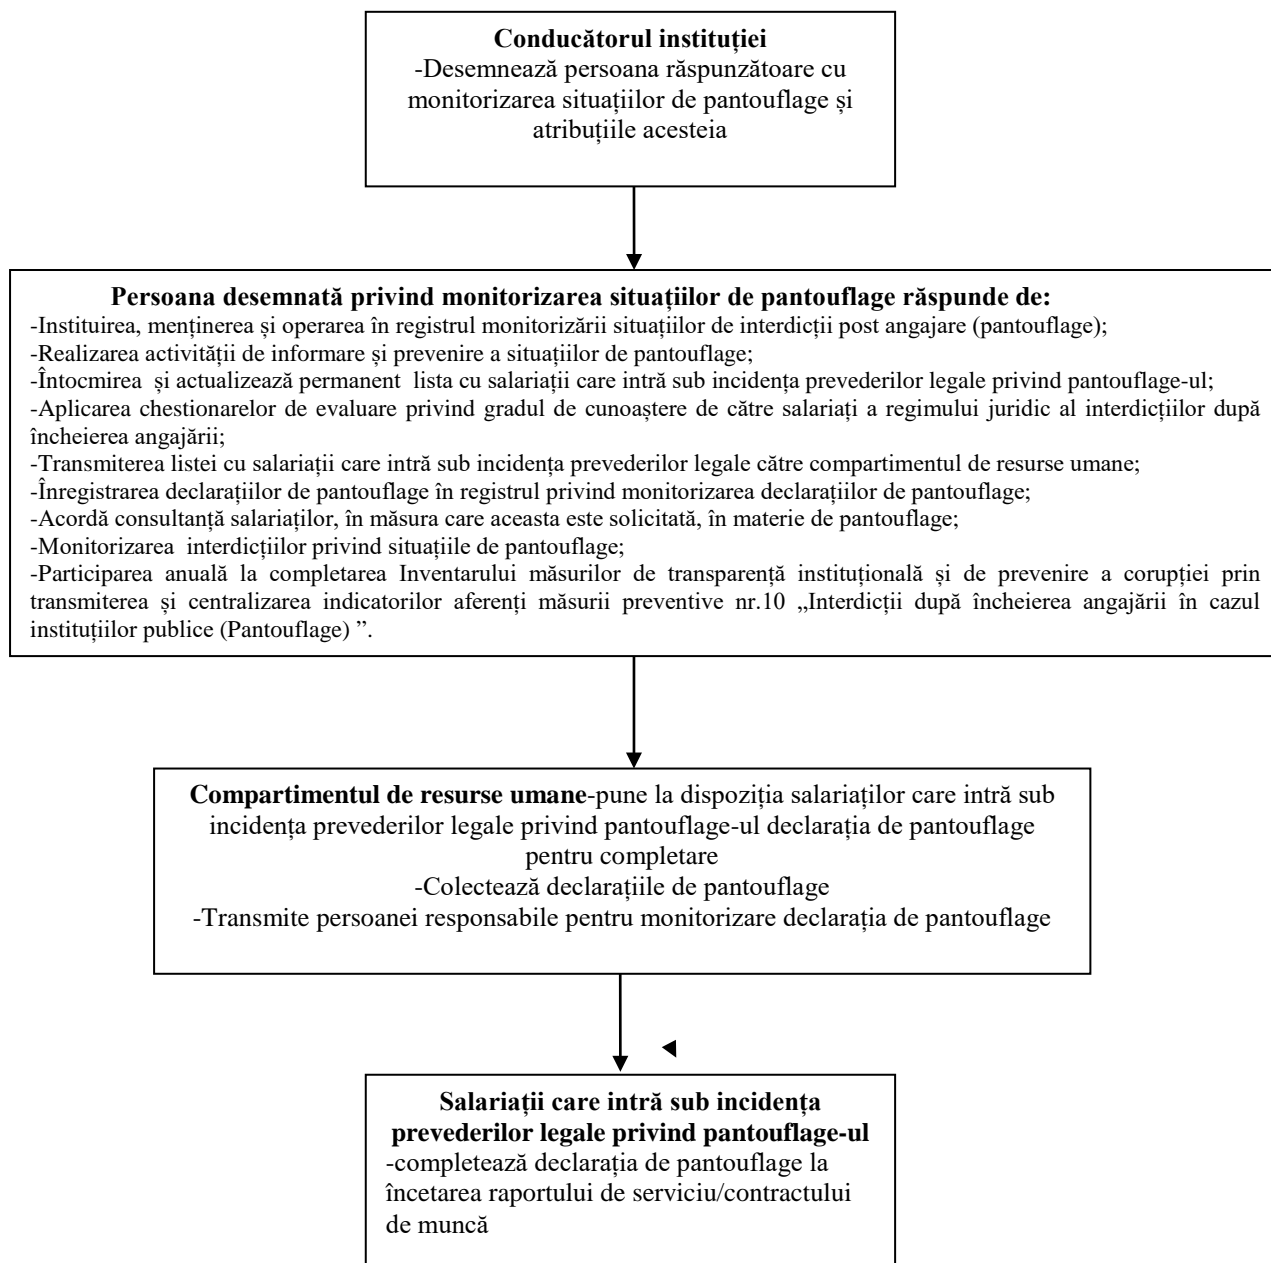 Conducătorul instituției
-Desemnează persoana răspunzătoare cu
monitorizarea situațiilor de pantouflage și
atribuțiile acesteia
Persoana desemnată privind monitorizarea situațiilor de pantouflage răspunde de:
-Instituirea, menținerea și operarea în registrul monitorizării situațiilor de interdicții post angajare (pantouflage);
-Realizarea activității de informare și prevenire a situațiilor de pantouflage;
-Întocmirea și actualizează permanent lista cu salariații care intră sub incidența prevederilor legale privind pantouflage-ul;
-Aplicarea chestionarelor de evaluare privind gradul de cunoaștere de către salariați a regimului juridic al interdicțiilor după
încheierea angajării;
-Transmiterea listei cu salariații care intră sub incidența prevederilor legale către compartimentul de resurse umane;
-Înregistrarea declarațiilor de pantouflage în registrul privind monitorizarea declarațiilor de pantouflage;
-Acordă consultanță salariaților, în măsura care aceasta este solicitată, în materie de pantouflage;
-Monitorizarea interdicțiilor privind situațiile de pantouflage;
-Participarea anuală la completarea Inventarului măsurilor de transparență instituțională și de prevenire a corupției prin
transmiterea și centralizarea indicatorilor aferenți măsurii preventive nr.10 „Interdicții după încheierea angajării în cazul
instituțiilor publice (Pantouflage) ”.
Compartimentul de resurse umane-pune la dispoziția salariaților care intră sub
incidența prevederilor legale privind pantouflage-ul declarația de pantouflage
pentru completare
-Colectează declarațiile de pantouflage
-Transmite persoanei responsabile pentru monitorizare declarația de pantouflage
Salariații care intră sub incidența
prevederilor legale privind pantouflage-ul
-completează declarația de pantouflage la
încetarea raportului de serviciu/contractului
de muncă